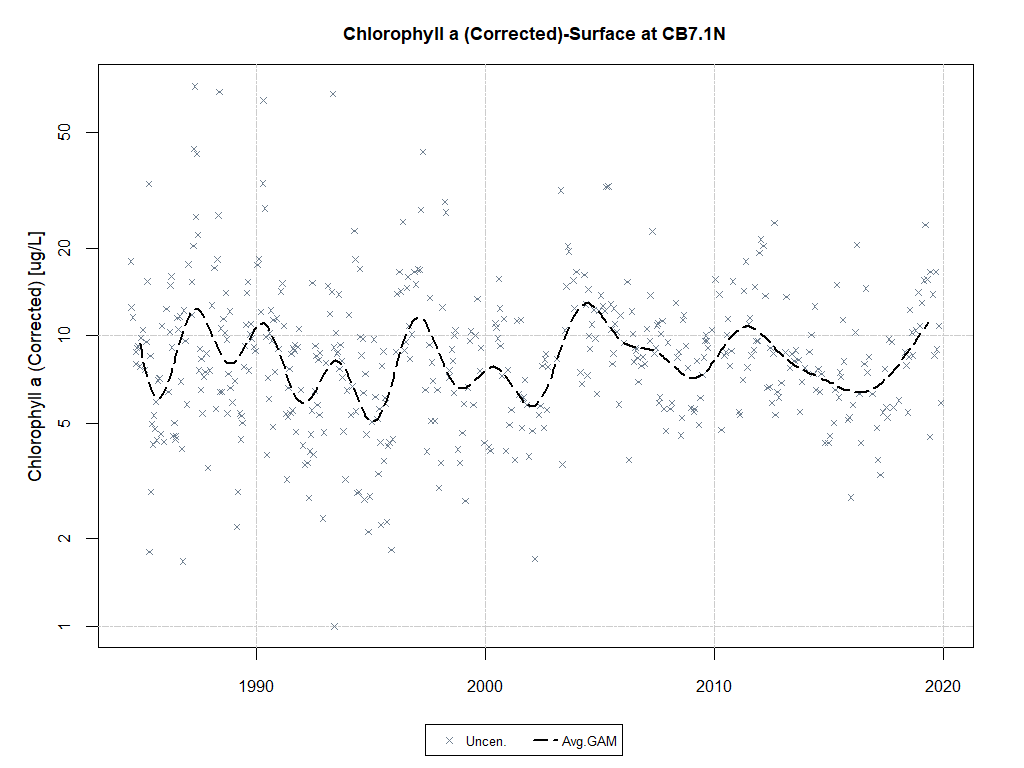 Chlorophyll a (Corrected)-Surface at CB7.1N
Chlorophyll a (Corrected) [ug/L]
50
20
10
5
2
1
1990
2000
2010
2020
Uncen.
Avg.GAM